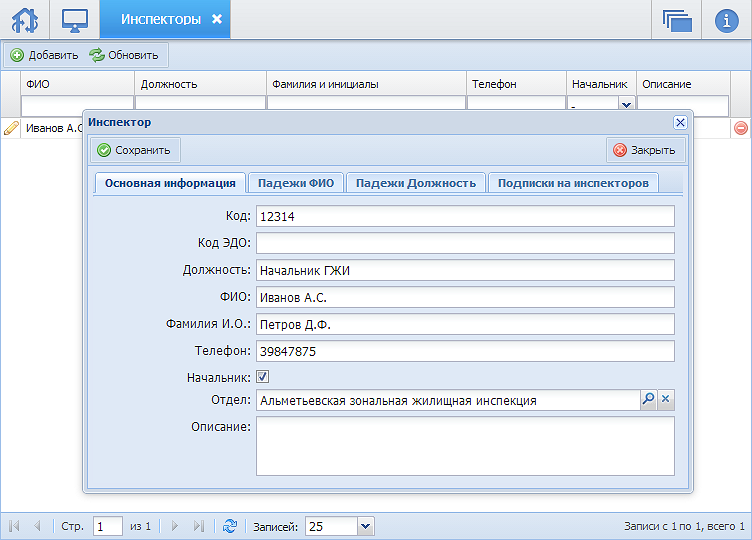 Инспекторы
Добавить Обновить
ФИО Должность Фамилия и инициалы Телефон Начальник Описание
-
Иванов А.С
Инспектор
Сохранить Закрыть
Основная информация Падежи ФИО Падежи Должность Подписки на инспекторов
Код: 12314
Код ЭДО:
Должность: Начальник ГЖИ
ФИО: Иванов А.С.
Фамилия И.О.: Петров Д.Ф.
Телефон: 39847875
Начальник:
Отдел: Альметьевская зональная жилищная инспекция
Описание:
Стр. 1 из 1 Записей: 25 Записи с 1 по 1, всего 1